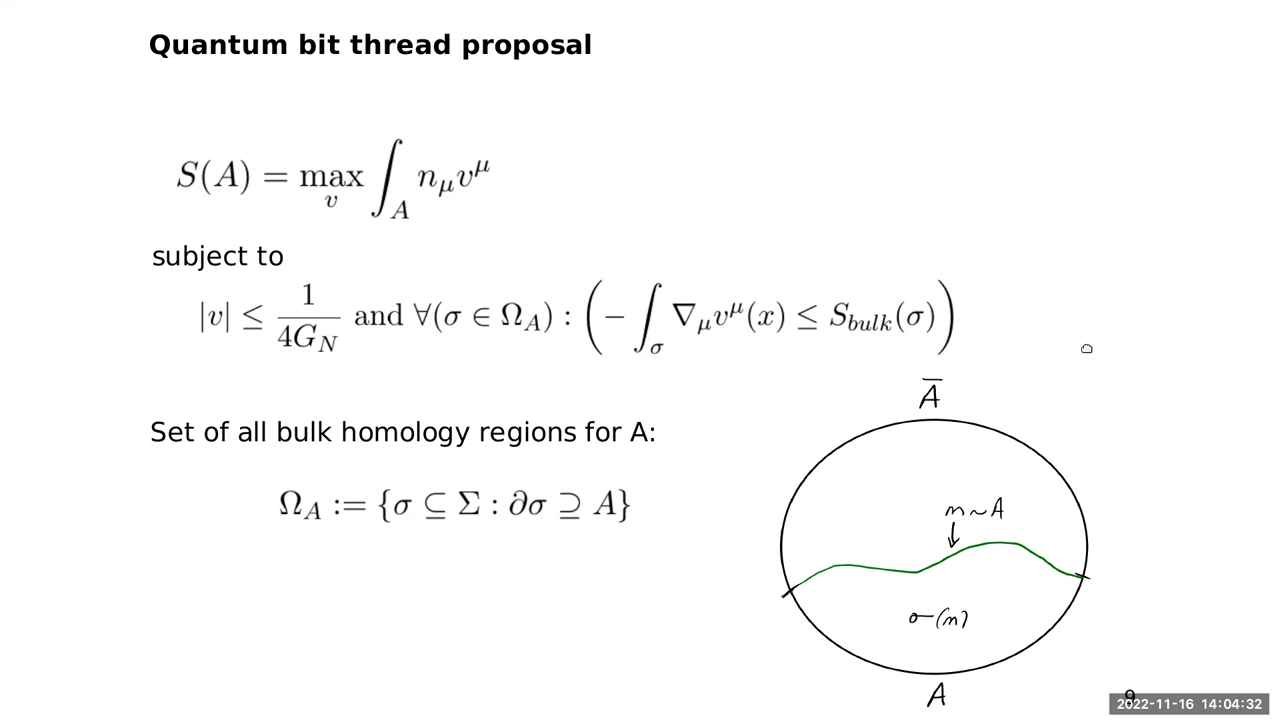 Quantum bit thread proposal
S(A) = max_v ∫_A n_μ v^μ
subject to
|v| ≤ 1/(4G_N) and ∀(σ ∈ Ω_A) : (− ∫_σ ∇_μ v^μ(x) ≤ S_bulk(σ))
Ā
Set of all bulk homology regions for A:
Ω_A := {σ ⊆ Σ : ∂σ ⊇ A}
m ~ A
σ(m)
A
9
2022-11-16 14:04:32